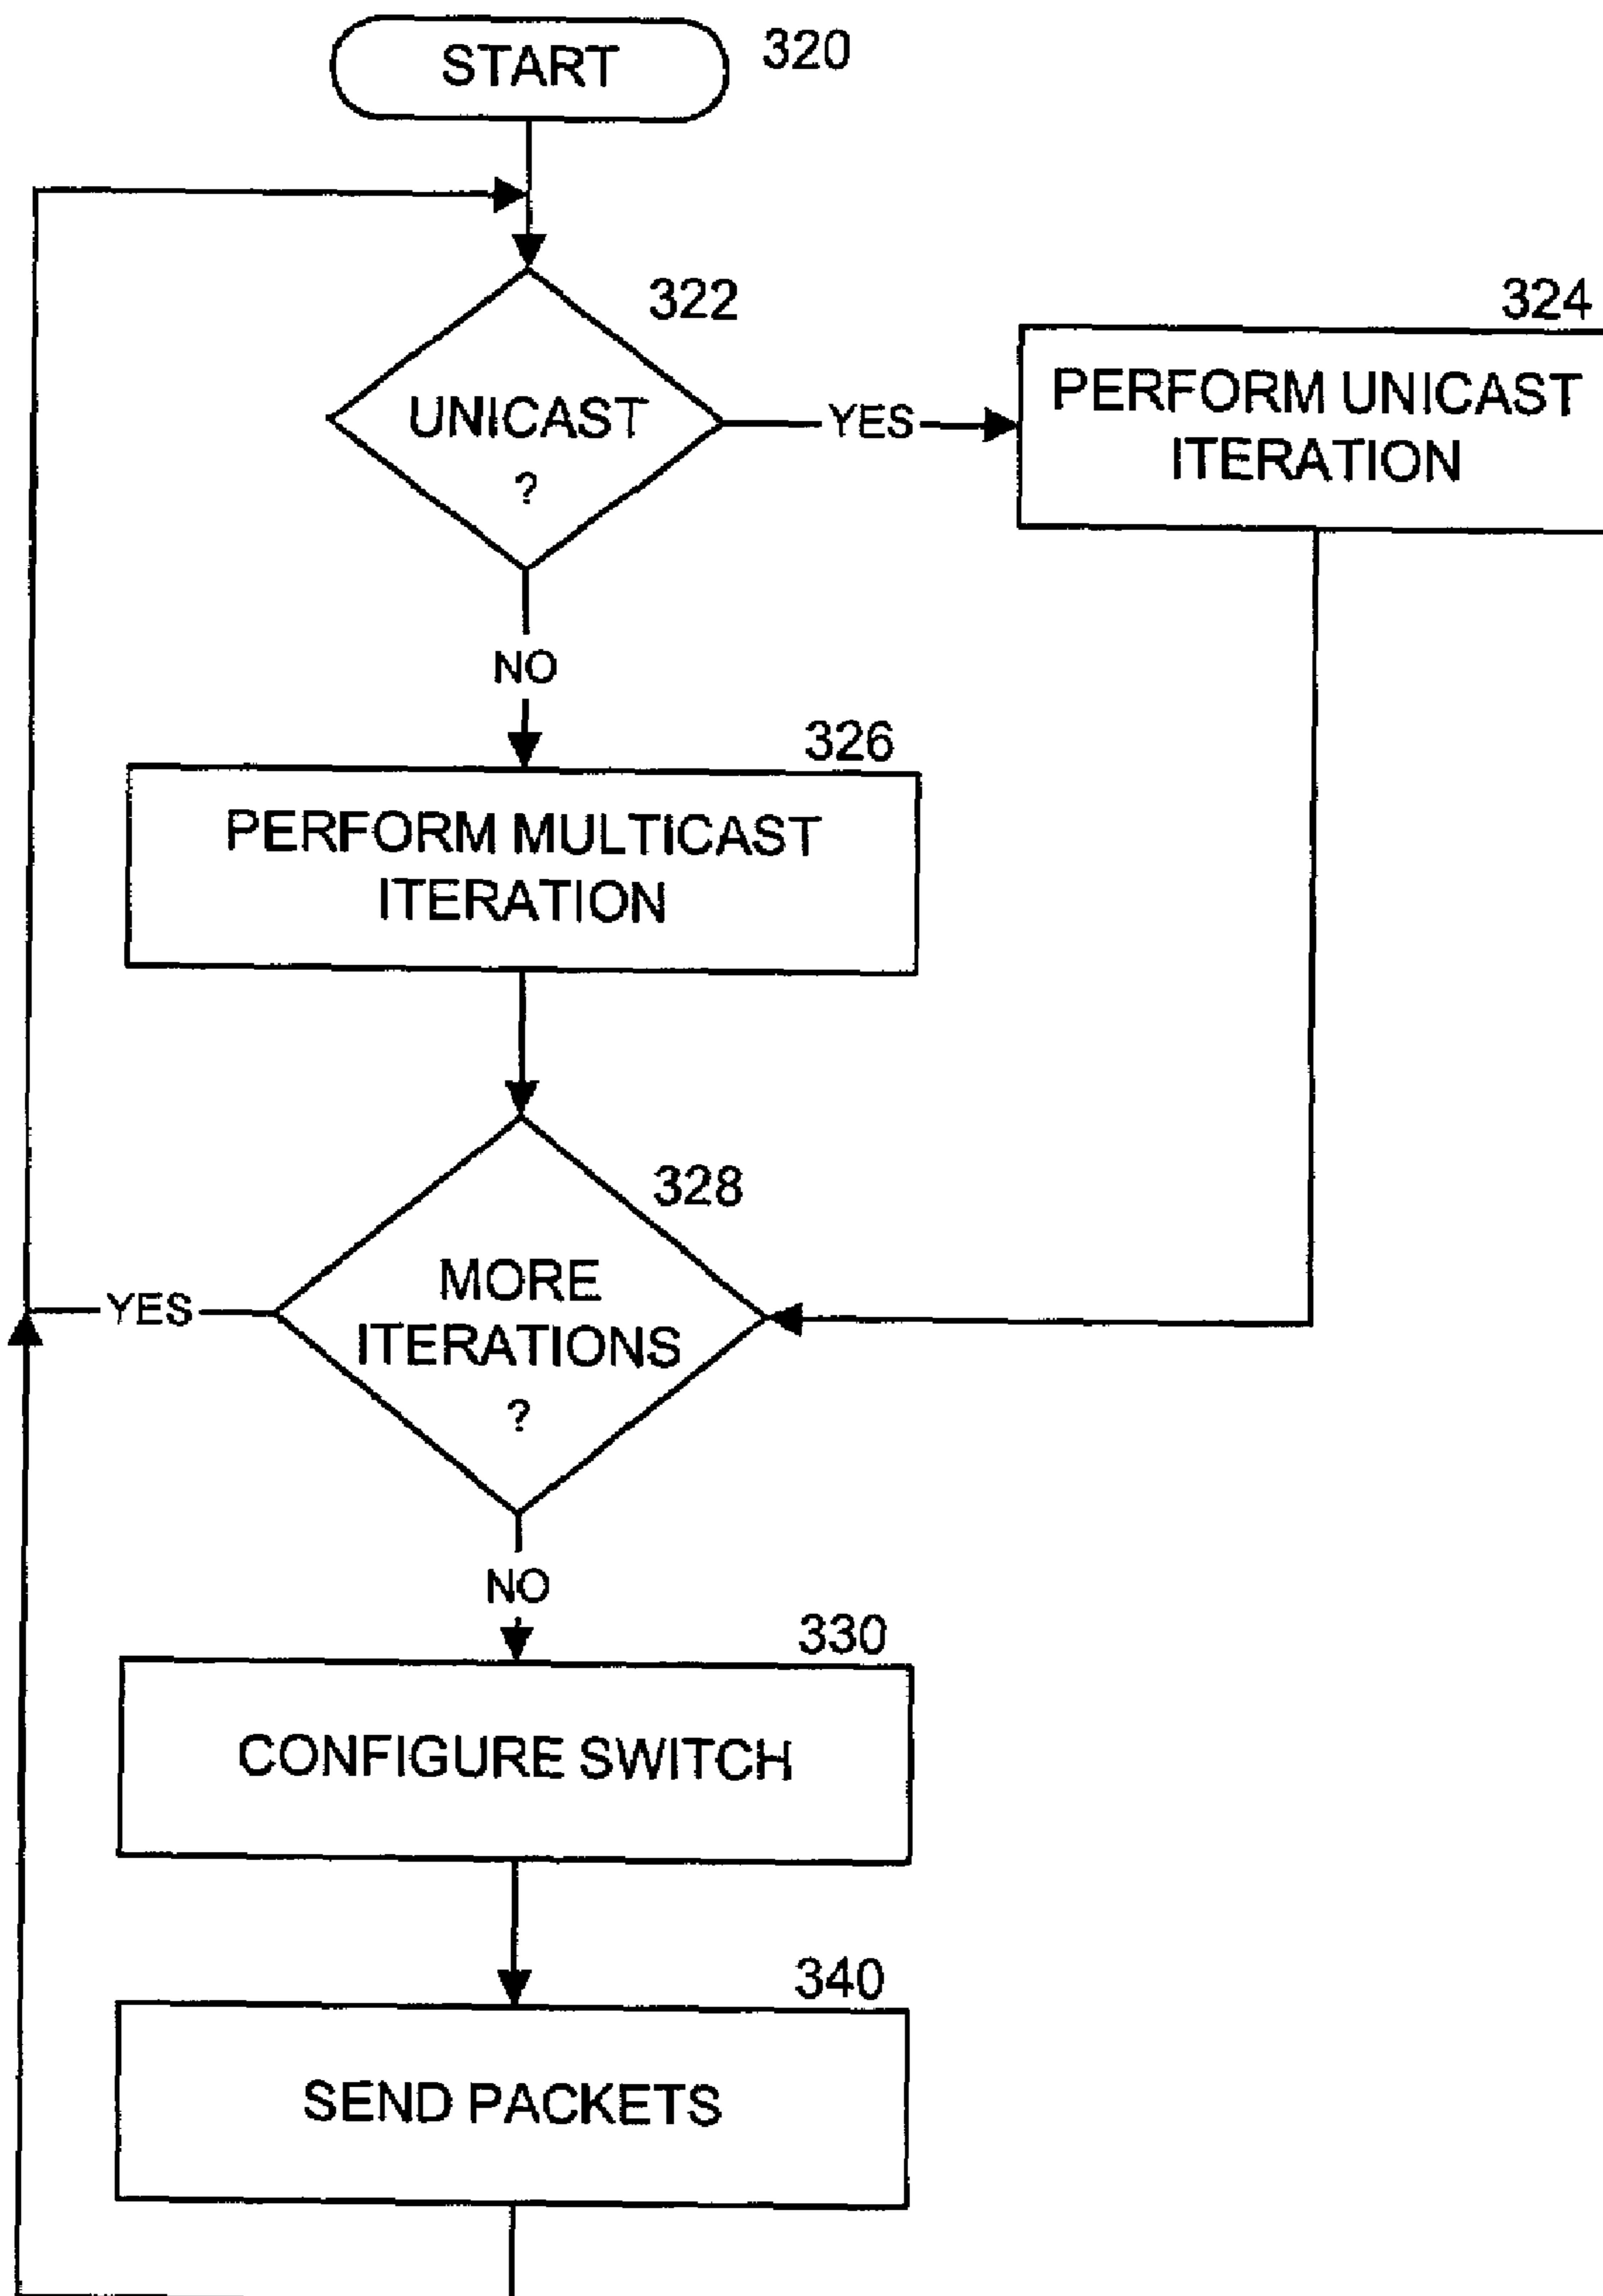 START
320
322
UNICAST
?
YES
324
PERFORM UNICAST
ITERATION
NO
326
PERFORM MULTICAST
ITERATION
328
MORE
ITERATIONS
?
YES
NO
330
CONFIGURE SWITCH
340
SEND PACKETS